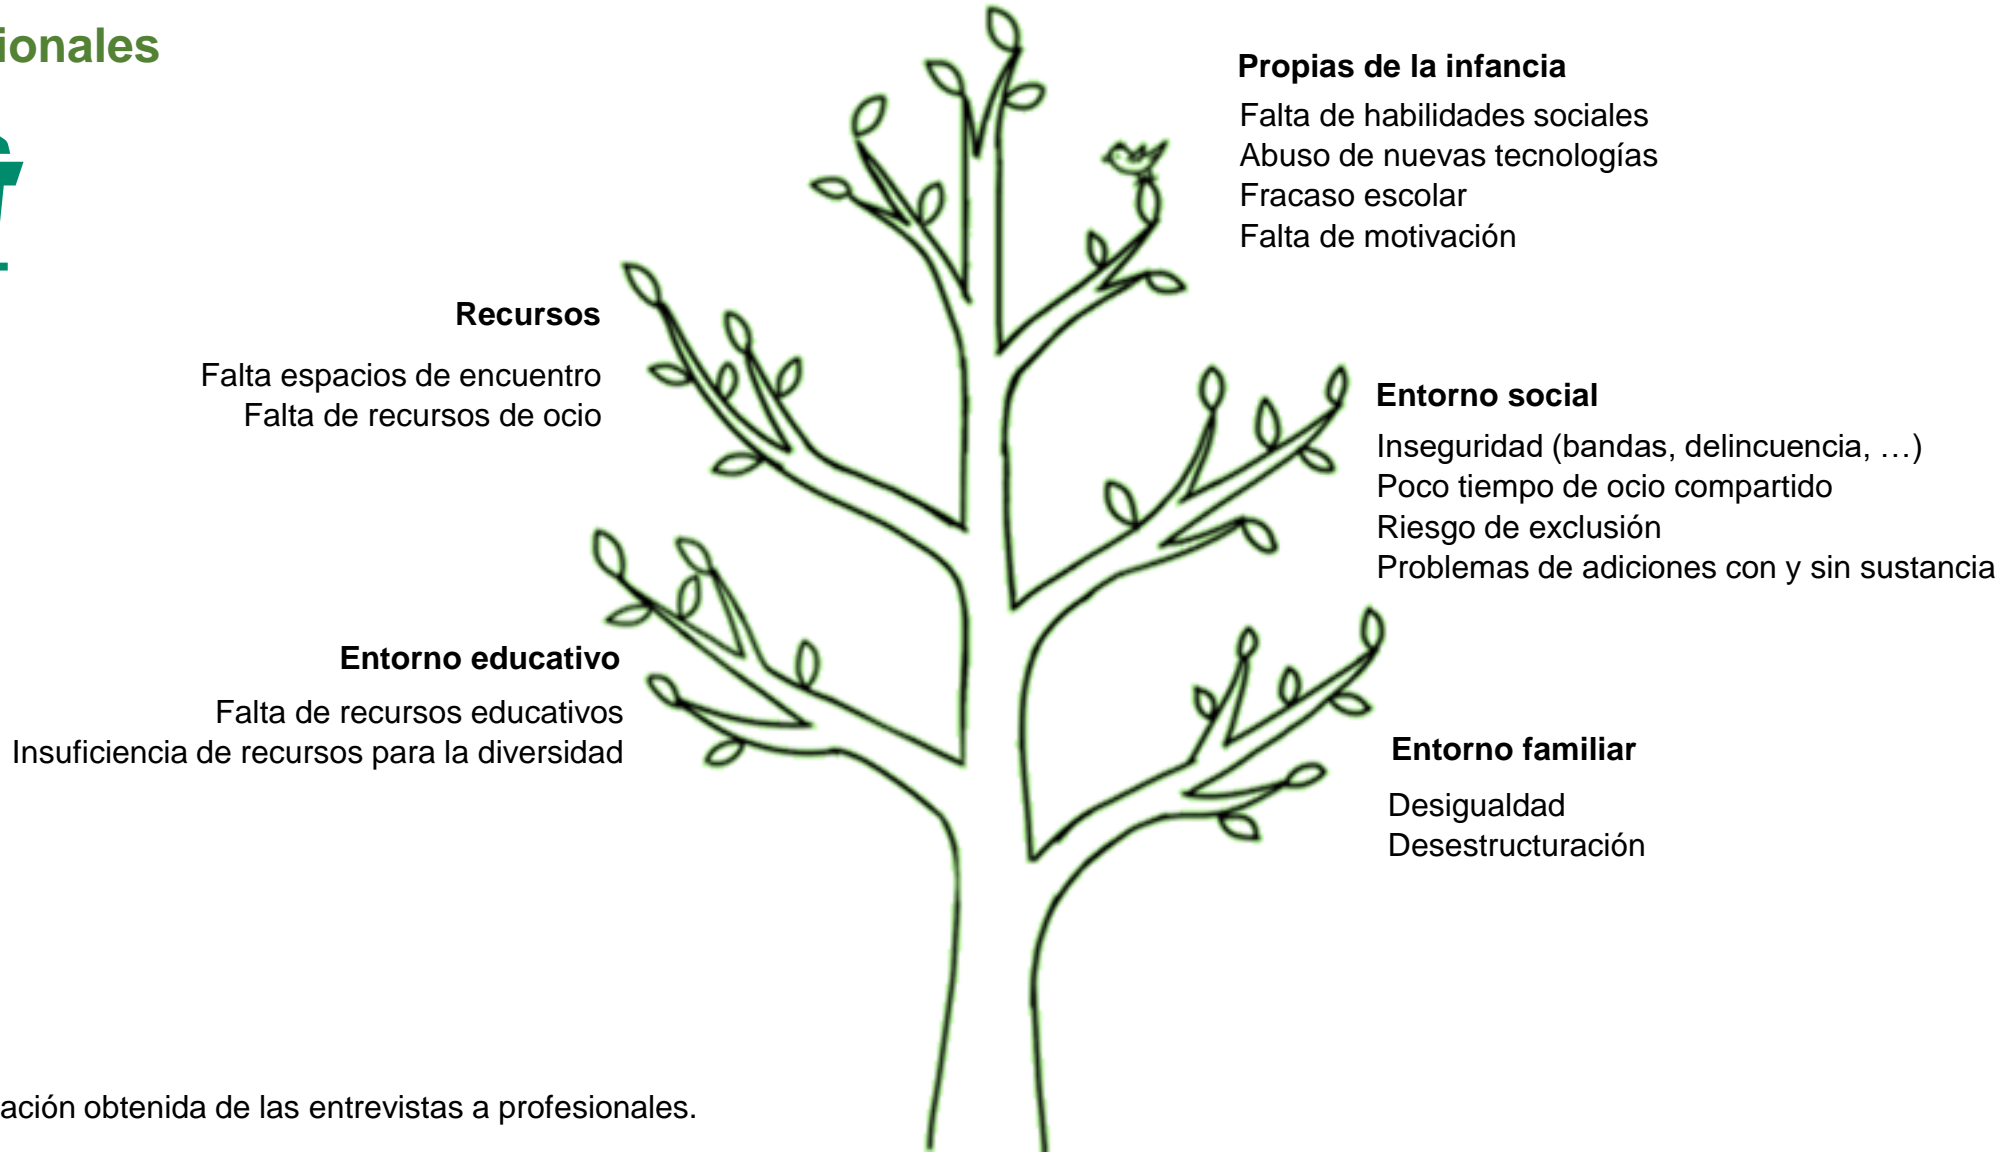 ionales
Propias de la infancia
Falta de habilidades sociales
Abuso de nuevas tecnologías
Fracaso escolar
Falta de motivación
Recursos
Falta espacios de encuentro
Falta de recursos de ocio
Entorno social
Inseguridad (bandas, delincuencia, …)
Poco tiempo de ocio compartido
Riesgo de exclusión
Problemas de adiciones con y sin sustancia
Entorno educativo
Falta de recursos educativos
Insuficiencia de recursos para la diversidad
Entorno familiar
Desigualdad
Desestructuración
ación obtenida de las entrevistas a profesionales.